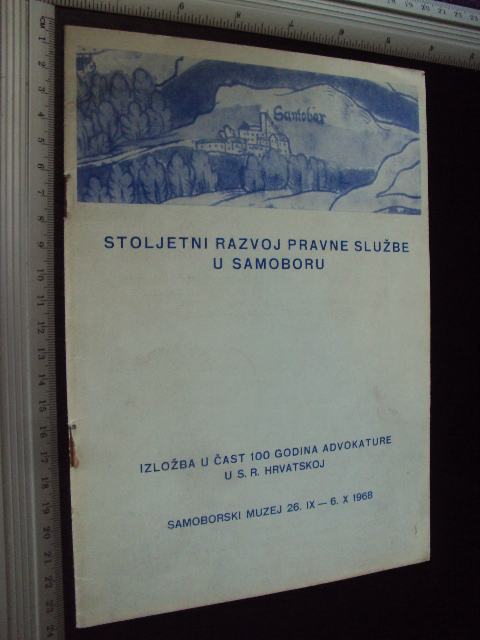 Samobor
STOLJETNI RAZVOJ PRAVNE SLUŽBE
U SAMOBORU
IZLOŽBA U ČAST 100 GODINA ADVOKATURE
U S. R. HRVATSKOJ
SAMOBORSKI MUZEJ 26. IX — 6. X 1968